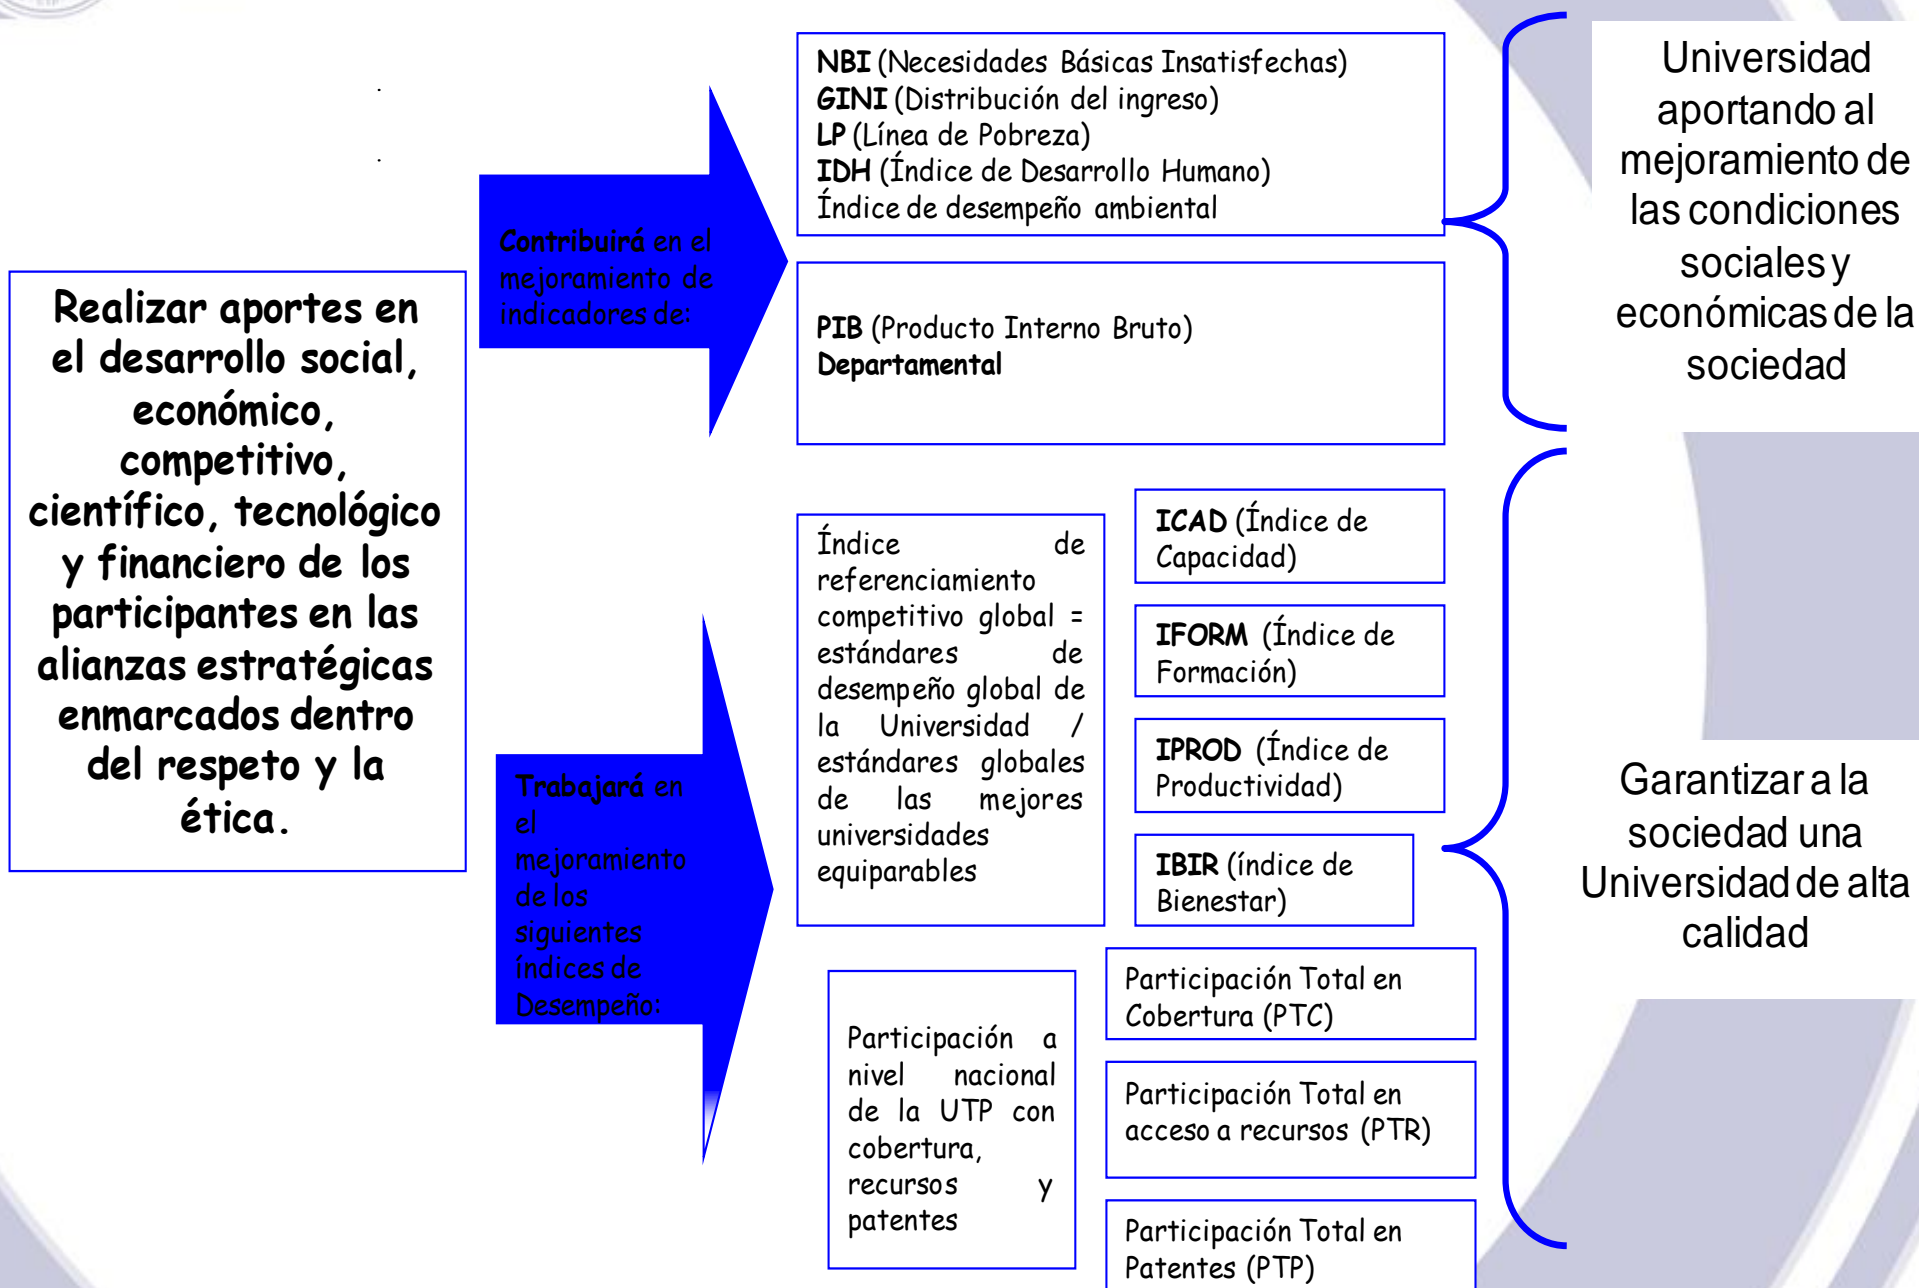 Realizar aportes en
el desarrollo social,
económico,
competitivo,
científico, tecnológico
y financiero de los
participantes en las
alianzas estratégicas
enmarcados dentro
del respeto y la
ética.
Contribuirá en el
mejoramiento de
indicadores de:
NBI (Necesidades Básicas Insatisfechas)
GINI (Distribución del ingreso)
LP (Línea de Pobreza)
IDH (Índice de Desarrollo Humano)
Índice de desempeño ambiental
PIB (Producto Interno Bruto)
Departamental
Universidad
aportando al
mejoramiento de
las condiciones
sociales y
económicas de la
sociedad
Trabajará en
el
mejoramiento
de los
siguientes
índices de
Desempeño:
Índice de
referenciamiento
competitivo global =
estándares de
desempeño global de
la Universidad /
estándares globales
de las mejores
universidades
equiparables
ICAD (Índice de
Capacidad)
IFORM (Índice de
Formación)
IPROD (Índice de
Productividad)
IBIR (índice de
Bienestar)
Participación a
nivel nacional
de la UTP con
cobertura,
recursos y
patentes
Participación Total en
Cobertura (PTC)
Participación Total en
acceso a recursos (PTR)
Participación Total en
Patentes (PTP)
Garantizar a la
sociedad una
Universidad de alta
calidad